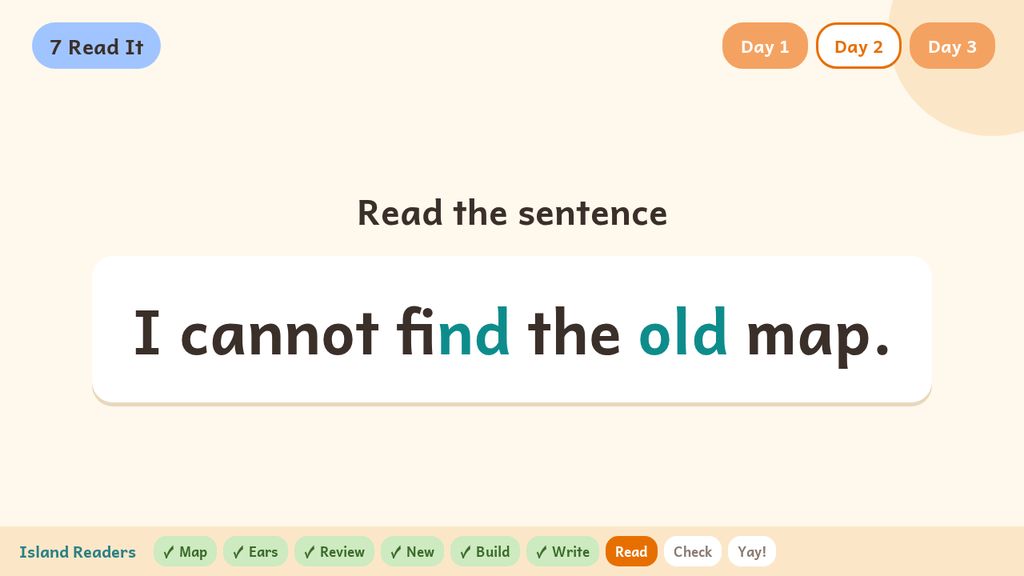 7 Read It
Day 1 Day 2 Day 3
Read the sentence
I cannot find the old map.
Island Readers ✓ Map ✓ Ears ✓ Review ✓ New ✓ Build ✓ Write Read Check Yay!